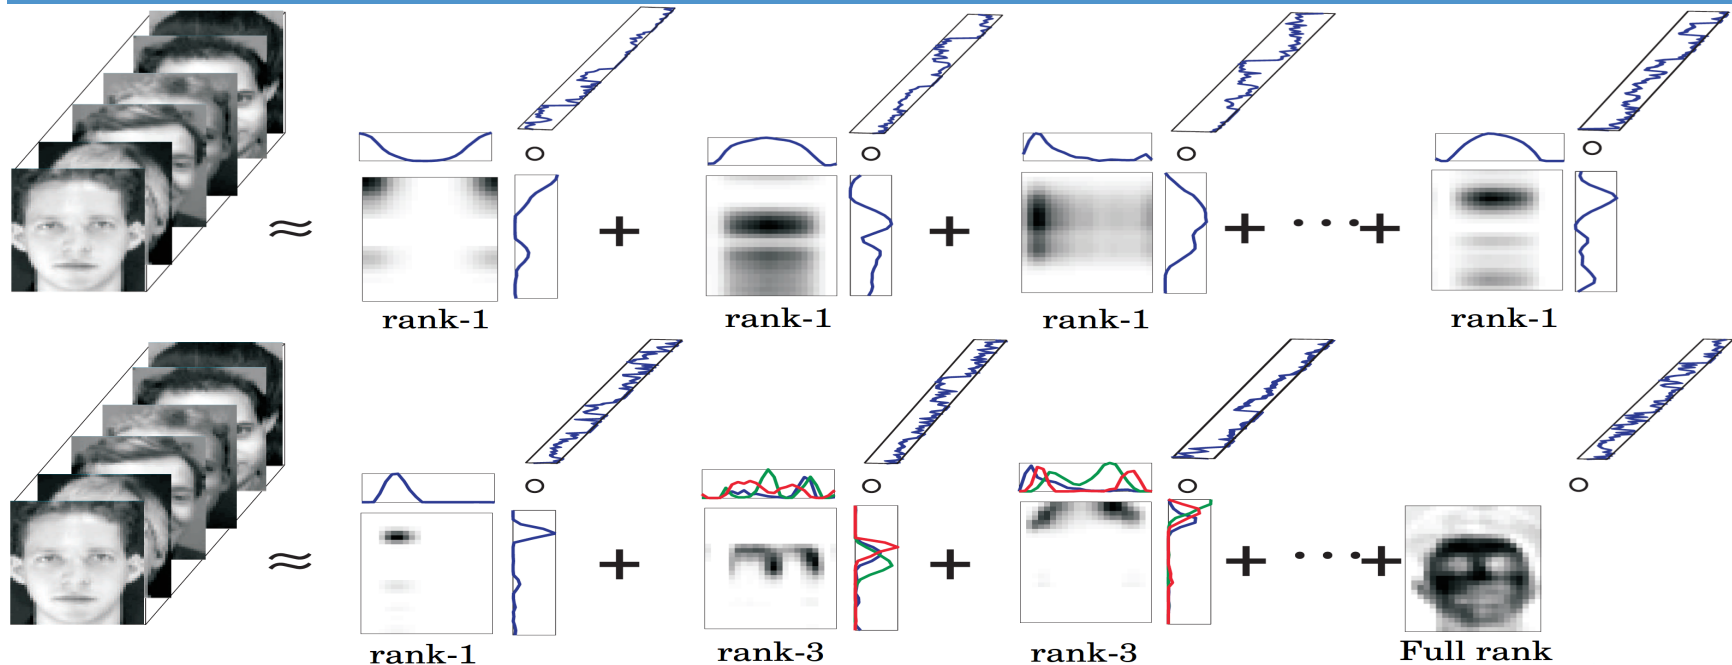 ≈ + + + ··· +
rank-1 rank-1 rank-1 rank-1
≈ + + + ··· +
rank-1 rank-3 rank-3 Full rank